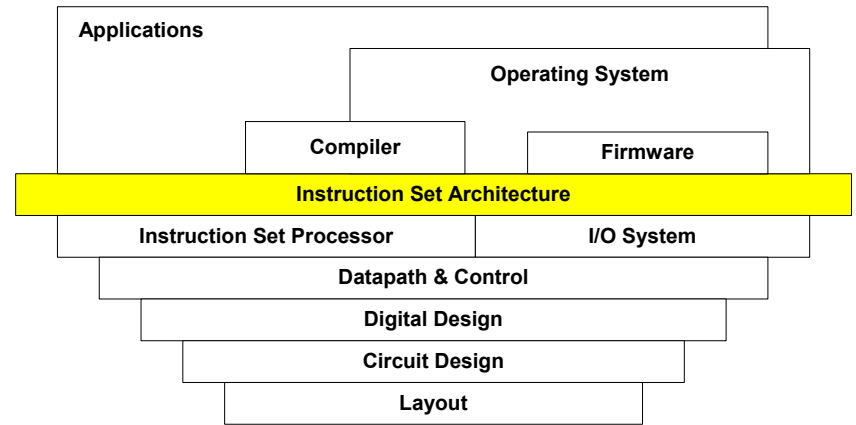 Applications
Operating System
Compiler
Firmware
Instruction Set Architecture
Instruction Set Processor
I/O System
Datapath & Control
Digital Design
Circuit Design
Layout